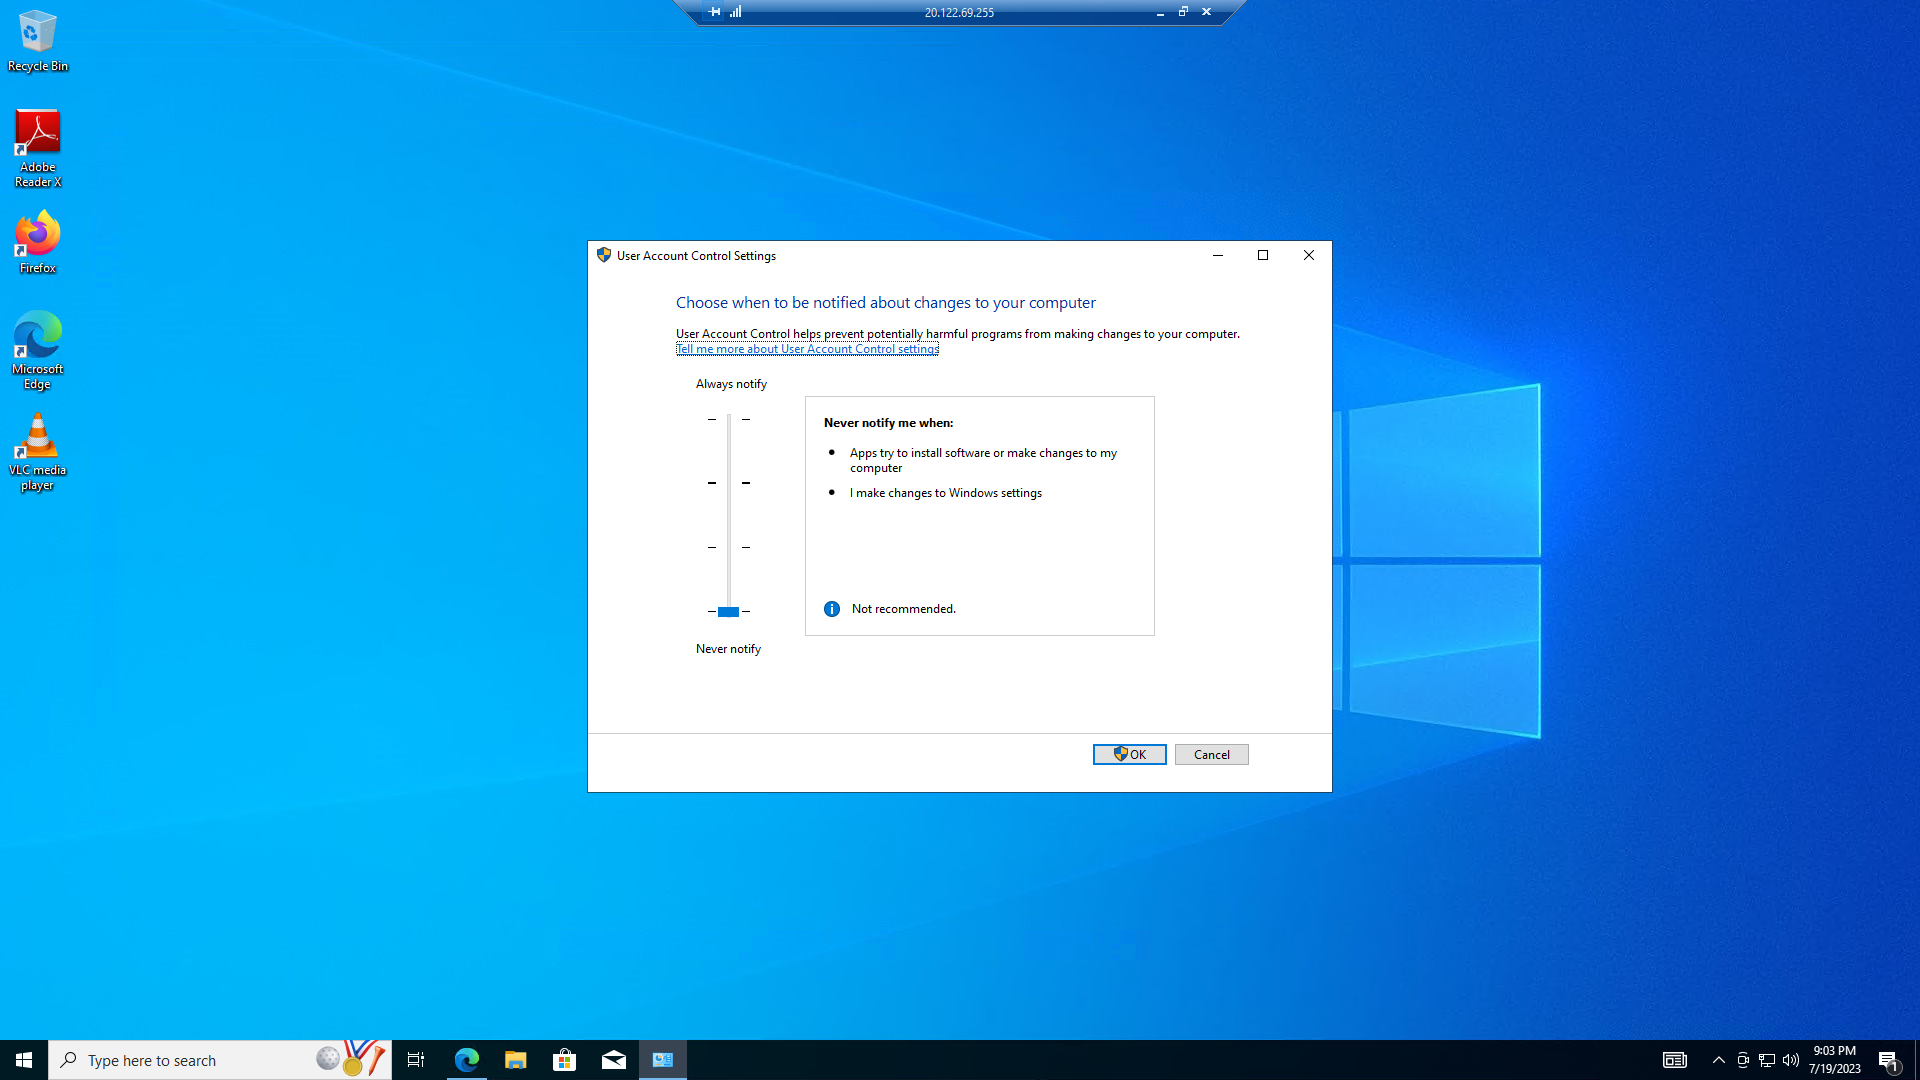 20.122.69.255
Recycle Bin
Adobe
Reader X
Firefox
Microsoft
Edge
VLC media
player
User Account Control Settings
Choose when to be notified about changes to your computer
User Account Control helps prevent potentially harmful programs from making changes to your computer.
Tell me more about User Account Control settings
Always notify
Never notify me when:
Apps try to install software or make changes to my
computer
I make changes to Windows settings
Not recommended.
Never notify
OK
Cancel
Type here to search
9:03 PM
7/19/2023
1